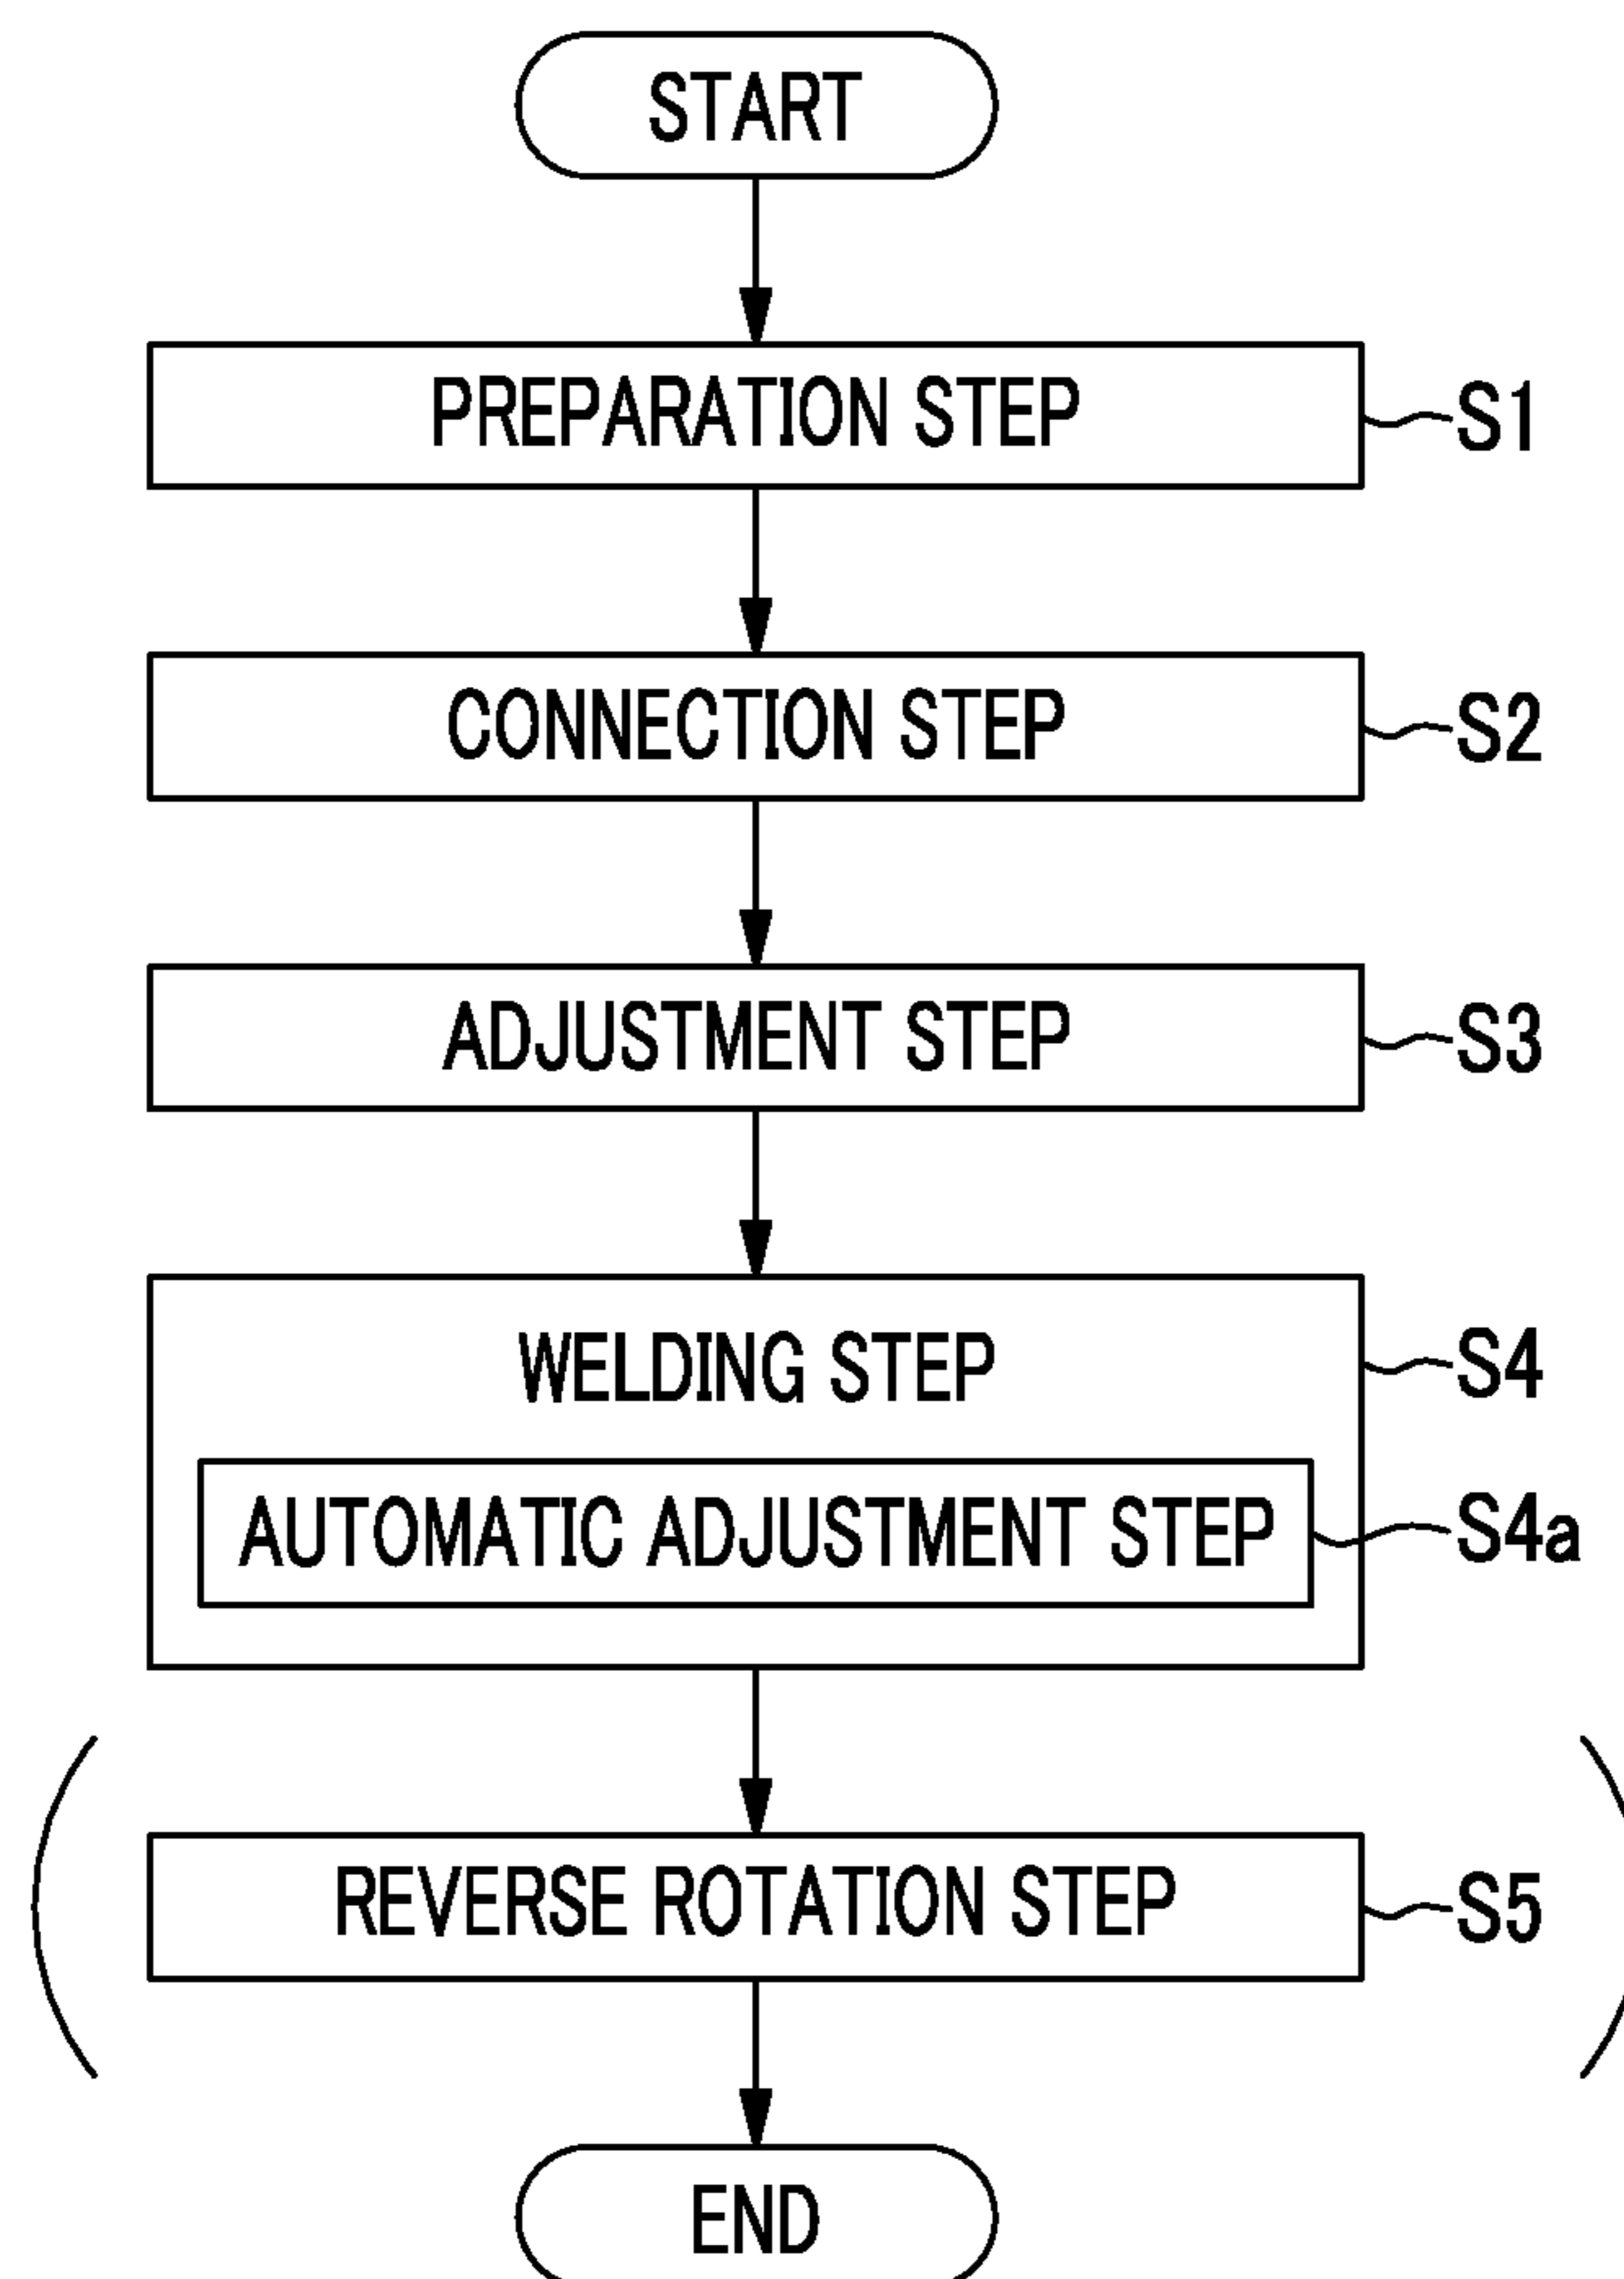 START
PREPARATION STEP S1
CONNECTION STEP S2
ADJUSTMENT STEP S3
WELDING STEP S4
AUTOMATIC ADJUSTMENT STEP S4a
REVERSE ROTATION STEP S5
END